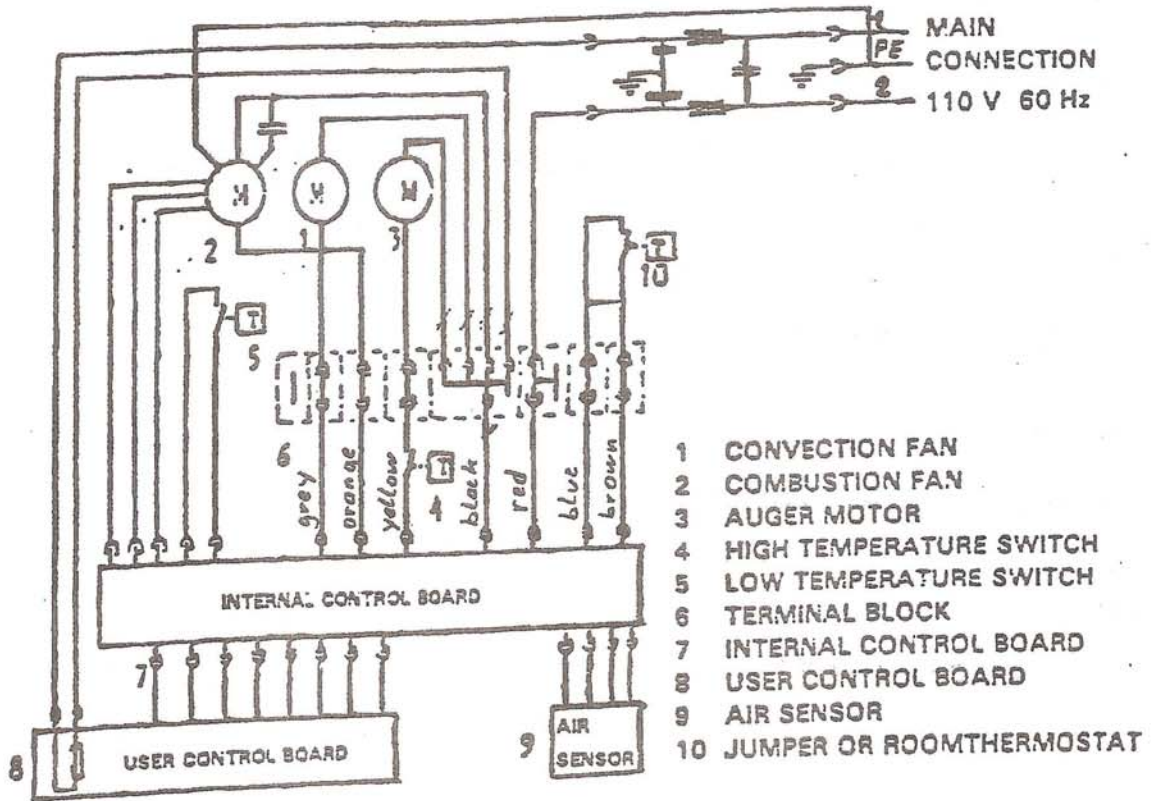 1 MAIN
PE CONNECTION
2 110 V 60 Hz
M
M
M
2
1
3
T
10
T
5
6
grey
orange
yellow
T
4
black
red
blue
brown
INTERNAL CONTROL BOARD
7
8
USER CONTROL BOARD
9
AIR
SENSOR
1 CONVECTION FAN
2 COMBUSTION FAN
3 AUGER MOTOR
4 HIGH TEMPERATURE SWITCH
5 LOW TEMPERATURE SWITCH
6 TERMINAL BLOCK
7 INTERNAL CONTROL BOARD
8 USER CONTROL BOARD
9 AIR SENSOR
10 JUMPER OR ROOMTHERMOSTAT